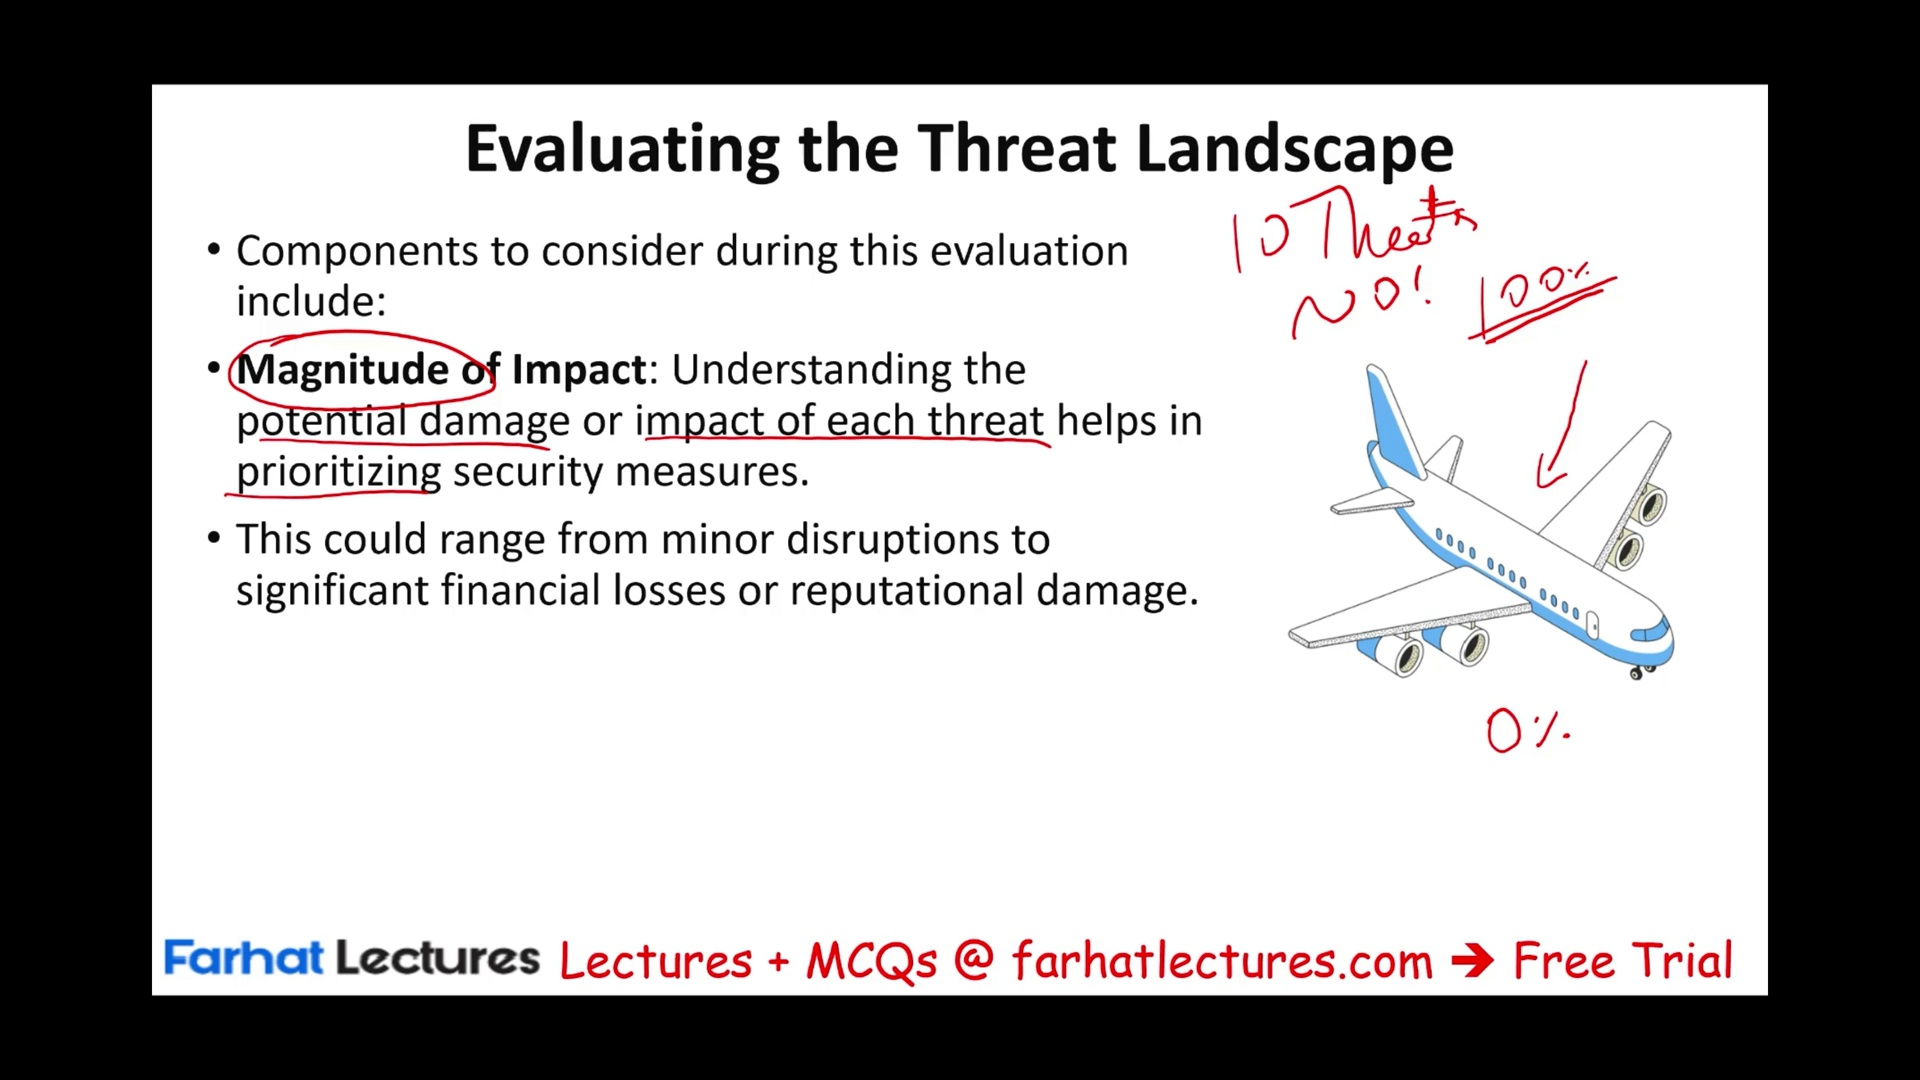 Evaluating the Threat Landscape
• Components to consider during this evaluation
include:
• Magnitude of Impact: Understanding the
potential damage or impact of each threat helps in
prioritizing security measures.
• This could range from minor disruptions to
significant financial losses or reputational damage.
10 Threats
NO!
100%
0%
Farhat Lectures Lectures + MCQs @ farhatlectures.com ➔ Free Trial